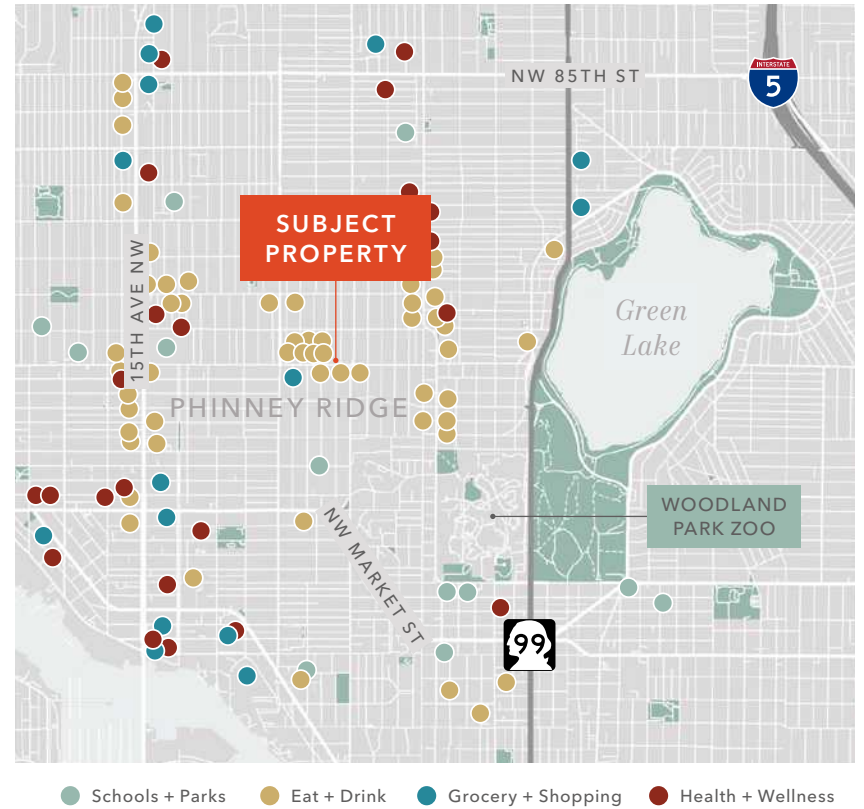 NW 85TH ST
INTERSTATE
5
SUBJECT
PROPERTY
15TH AVE NW
Green
Lake
PHINNEY RIDGE
WOODLAND
PARK ZOO
NW MARKET ST
99
Schools + Parks
Eat + Drink
Grocery + Shopping
Health + Wellness